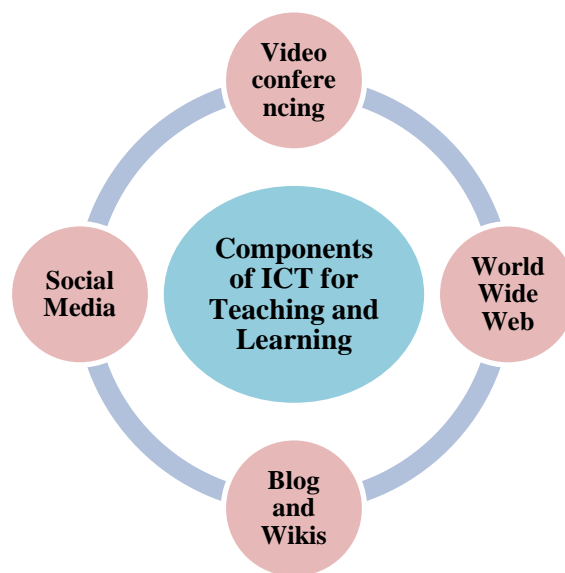 Video
confere
ncing
Components
of ICT for
Teaching and
Learning
Social
Media
World
Wide
Web
Blog
and
Wikis